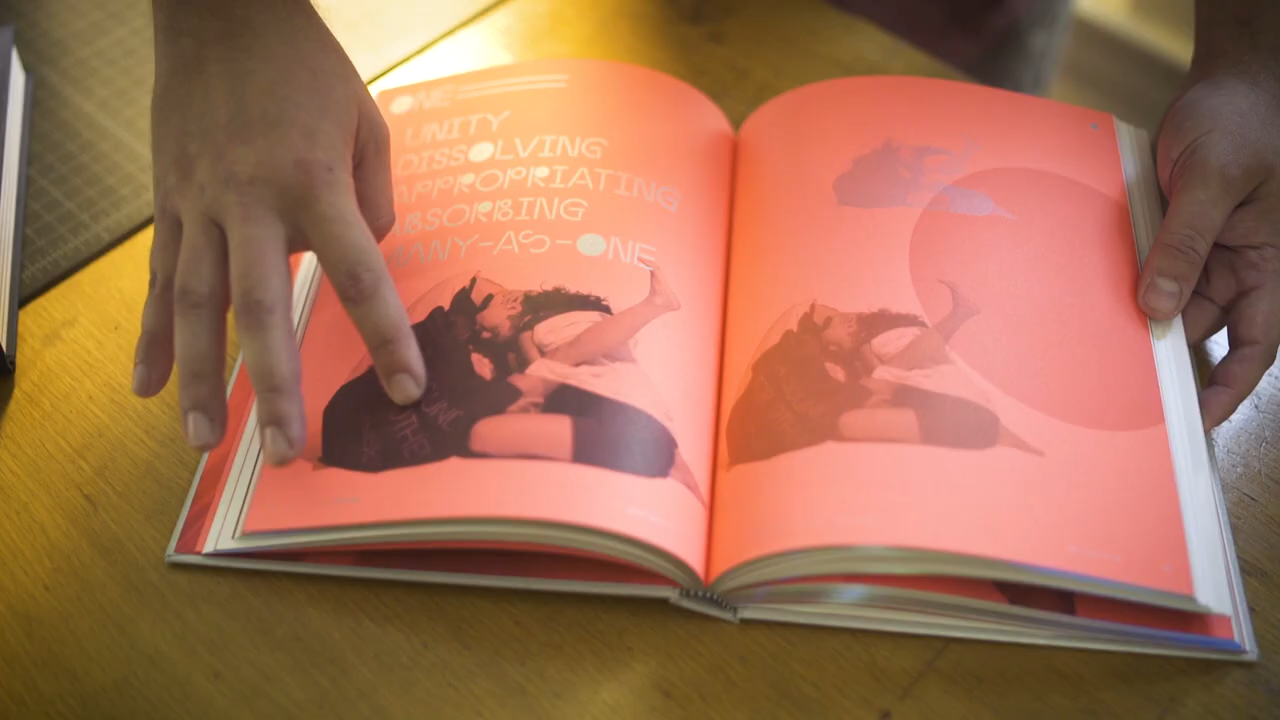 ONE
UNITY
DISSOLVING
APPROPRIATING
ABSORBING
MANY-AS-ONE